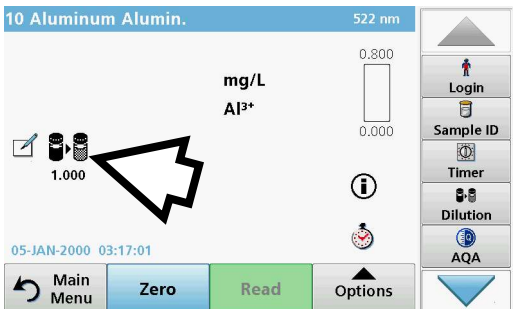 10 Aluminum Alumin.
522 nm
0.800
mg/L
Al³⁺
0.000
1.000
05-JAN-2000 03:17:01
Main
Menu
Zero
Read
Options
Login
Sample ID
Timer
Dilution
AQA